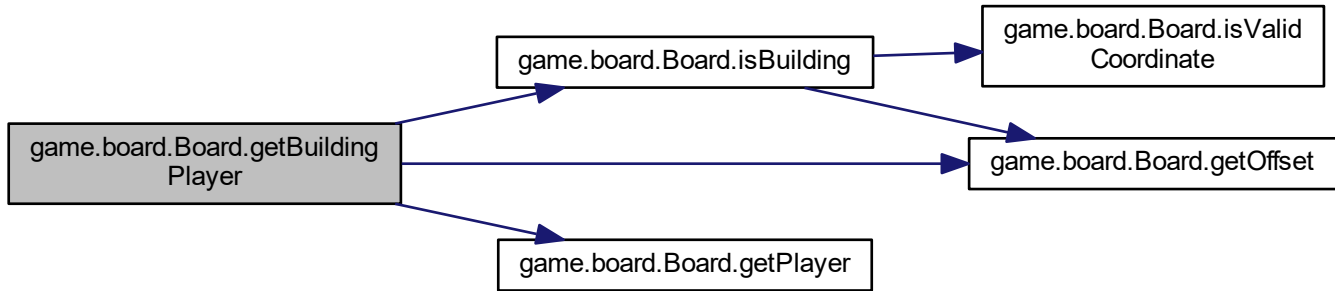 game.board.Board.getBuilding
Player
game.board.Board.isBuilding
game.board.Board.isValid
Coordinate
game.board.Board.getOffset
game.board.Board.getPlayer